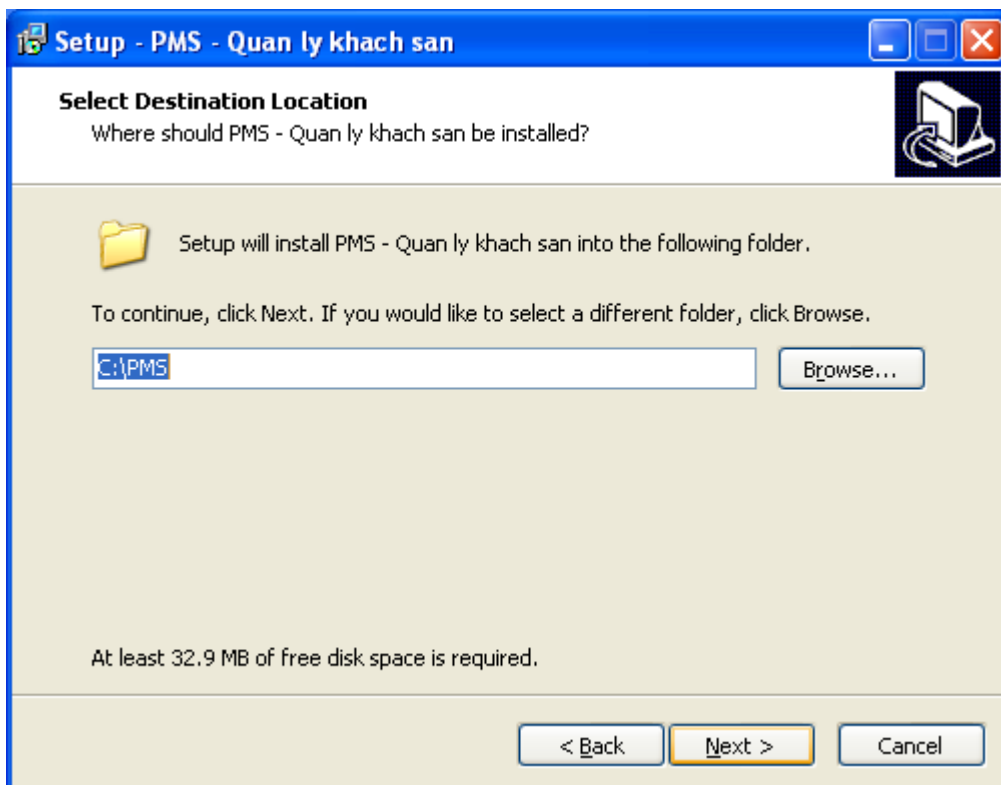 Setup - PMS - Quan ly khach san
Select Destination Location
Where should PMS - Quan ly khach san be installed?
Setup will install PMS - Quan ly khach san into the following folder.
To continue, click Next. If you would like to select a different folder, click Browse.
C:\PMS
Browse...
At least 32.9 MB of free disk space is required.
< Back
Next >
Cancel